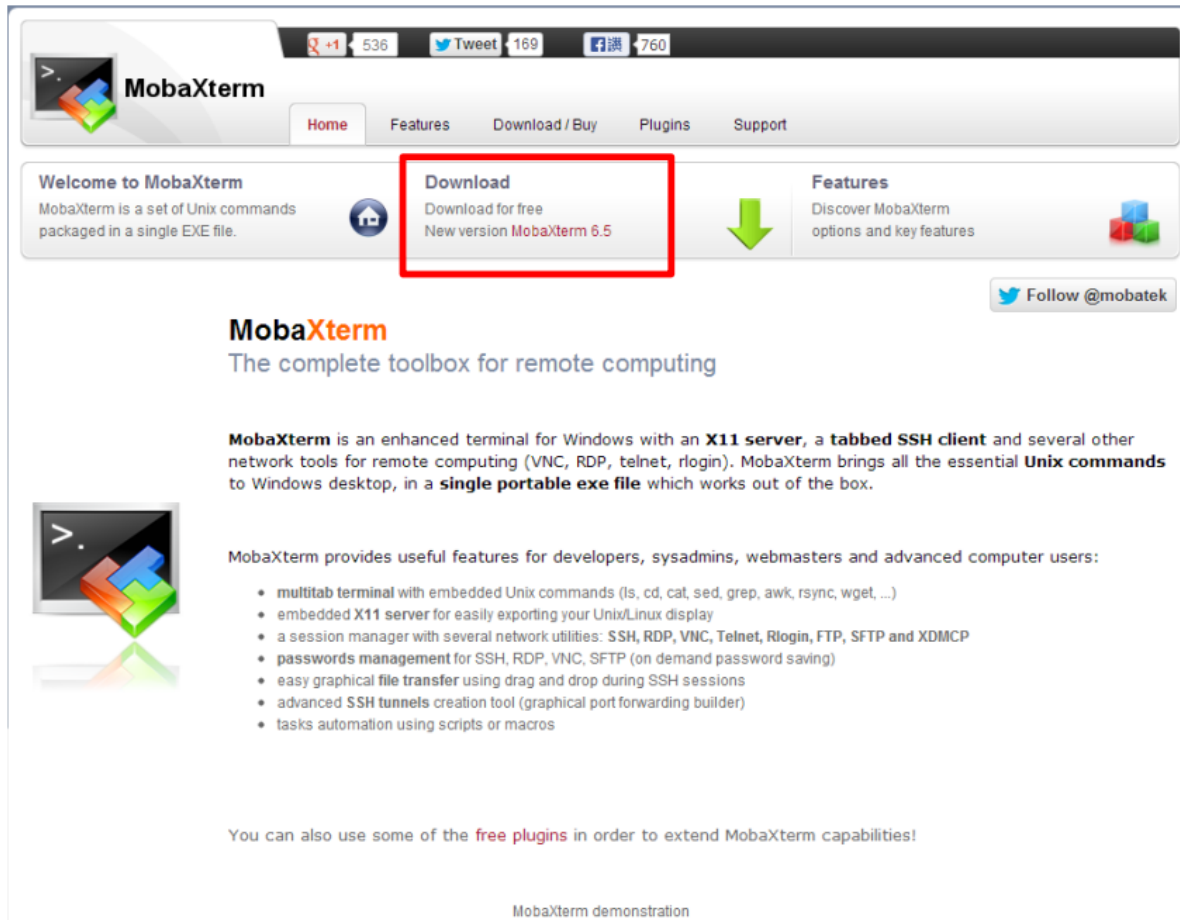 +1 536 Tweet 169 讃 760
MobaXterm
Home Features Download / Buy Plugins Support
Welcome to MobaXterm
MobaXterm is a set of Unix commands
packaged in a single EXE file.
Download
Download for free
New version MobaXterm 6.5
Features
Discover MobaXterm
options and key features
Follow @mobatek
MobaXterm
The complete toolbox for remote computing
MobaXterm is an enhanced terminal for Windows with an X11 server, a tabbed SSH client and several other
network tools for remote computing (VNC, RDP, telnet, rlogin). MobaXterm brings all the essential Unix commands
to Windows desktop, in a single portable exe file which works out of the box.
>.
MobaXterm provides useful features for developers, sysadmins, webmasters and advanced computer users:
• multitab terminal with embedded Unix commands (ls, cd, cat, sed, grep, awk, rsync, wget, ...)
• embedded X11 server for easily exporting your Unix/Linux display
• a session manager with several network utilities: SSH, RDP, VNC, Telnet, Rlogin, FTP, SFTP and XDMCP
• passwords management for SSH, RDP, VNC, SFTP (on demand password saving)
• easy graphical file transfer using drag and drop during SSH sessions
• advanced SSH tunnels creation tool (graphical port forwarding builder)
• tasks automation using scripts or macros
You can also use some of the free plugins in order to extend MobaXterm capabilities!
MobaXterm demonstration